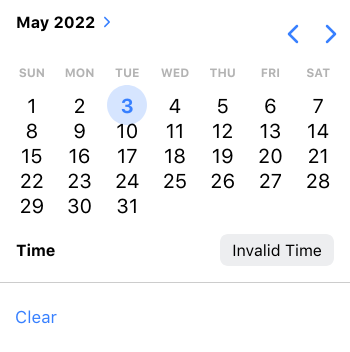 May 2022
SUN MON TUE WED THU FRI SAT
1 2 3 4 5 6 7
8 9 10 11 12 13 14
15 16 17 18 19 20 21
22 23 24 25 26 27 28
29 30 31
Time Invalid Time
Clear